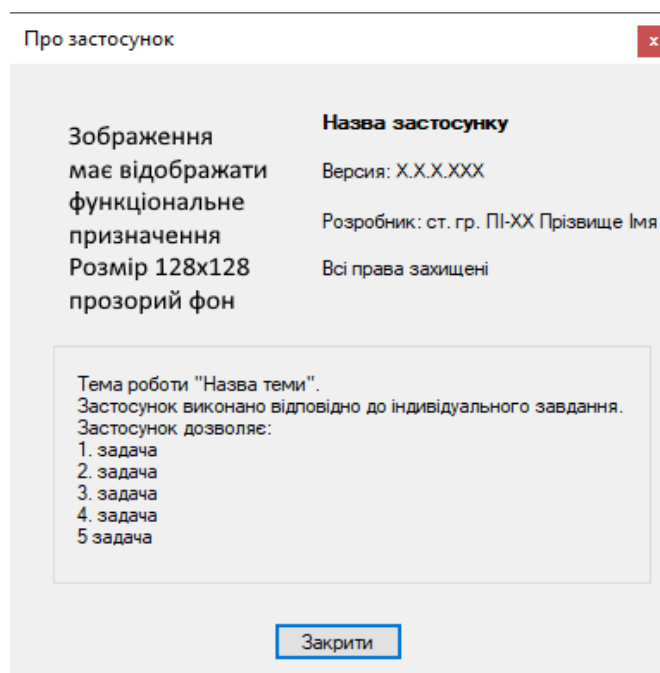 Про застосунок
x
Зображення
має відображати
функціональне
призначення
Розмір 128х128
прозорий фон
Назва застосунку
Версия: X.X.X.XXX
Розробник: ст. гр. ПІ-ХХ Прізвище Імя
Всі права захищені
Тема роботи "Назва теми".
Застосунок виконано відповідно до індивідуального завдання.
Застосунок дозволяє:
1. задача
2. задача
3. задача
4. задача
5 задача
Закрити